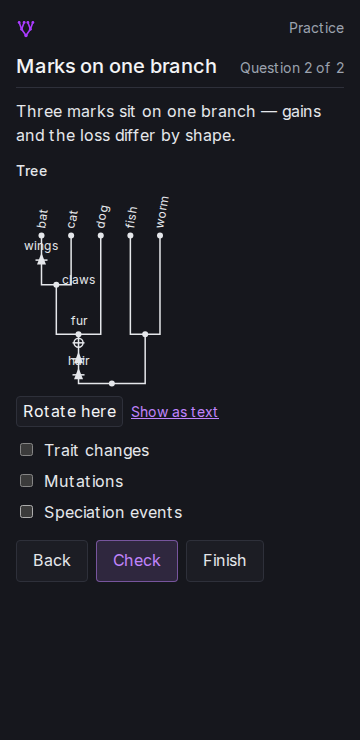 Practice
Marks on one branch
Question 2 of 2
Three marks sit on one branch — gains
and the loss differ by shape.
Tree
bat
cat
dog
fish
worm
wings
claws
fur
hair
Rotate here
Show as text
Trait changes
Mutations
Speciation events
Back
Check
Finish